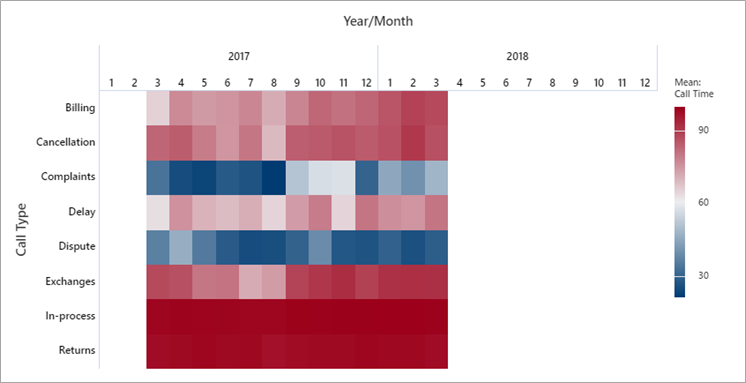 Year/Month
2017 2018
1 2 3 4 5 6 7 8 9 10 11 12 1 2 3 4 5 6 7 8 9 10 11 12
Mean:
Call Time
Billing
90
Cancellation
Complaints
60
Delay
Call Type
Dispute
30
Exchanges
In-process
Returns